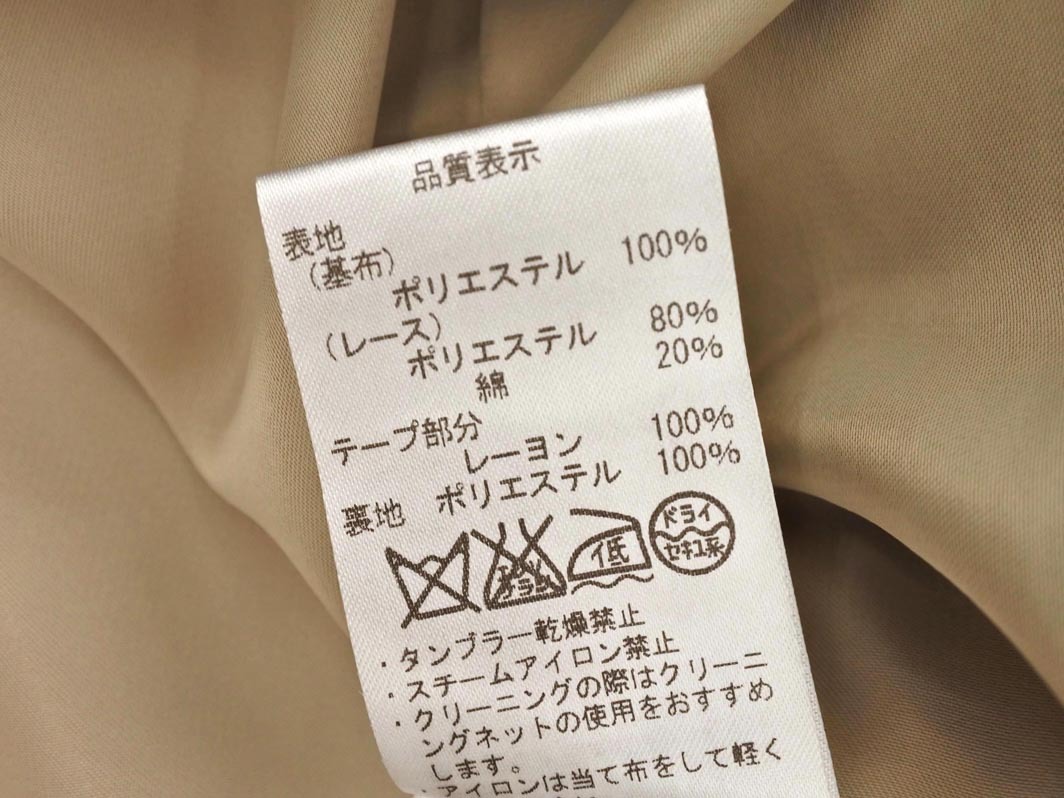 品質表示
表地
(基布)
ポリエステル 100%
(レース)
ポリエステル 80%
綿 20%
テープ部分
レーヨン 100%
裏地 ポリエステル 100%
エンソ サラシ
低
ドライ
セキユ系
・タンブラー乾燥禁止
・スチームアイロン禁止
・クリーニングの際はクリーニ
ングネットの使用をおすすめ
します。
・アイロンは当て布をして軽く